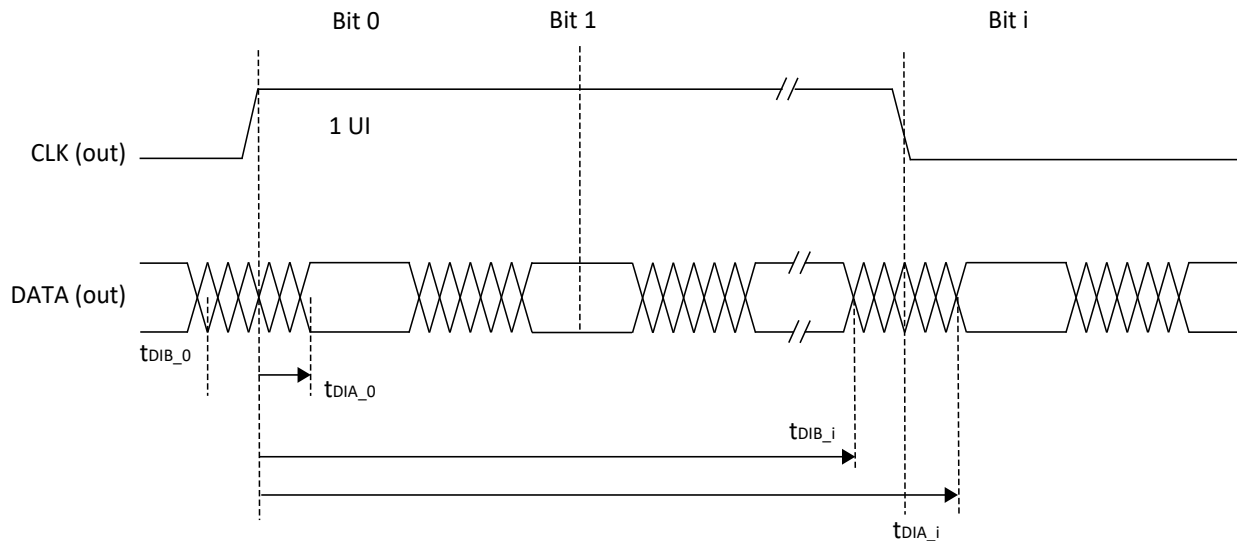 Bit 0
Bit 1
Bit i
1 UI
CLK (out)
DATA (out)
tDIB_0
tDIA_0
tDIB_i
tDIA_i